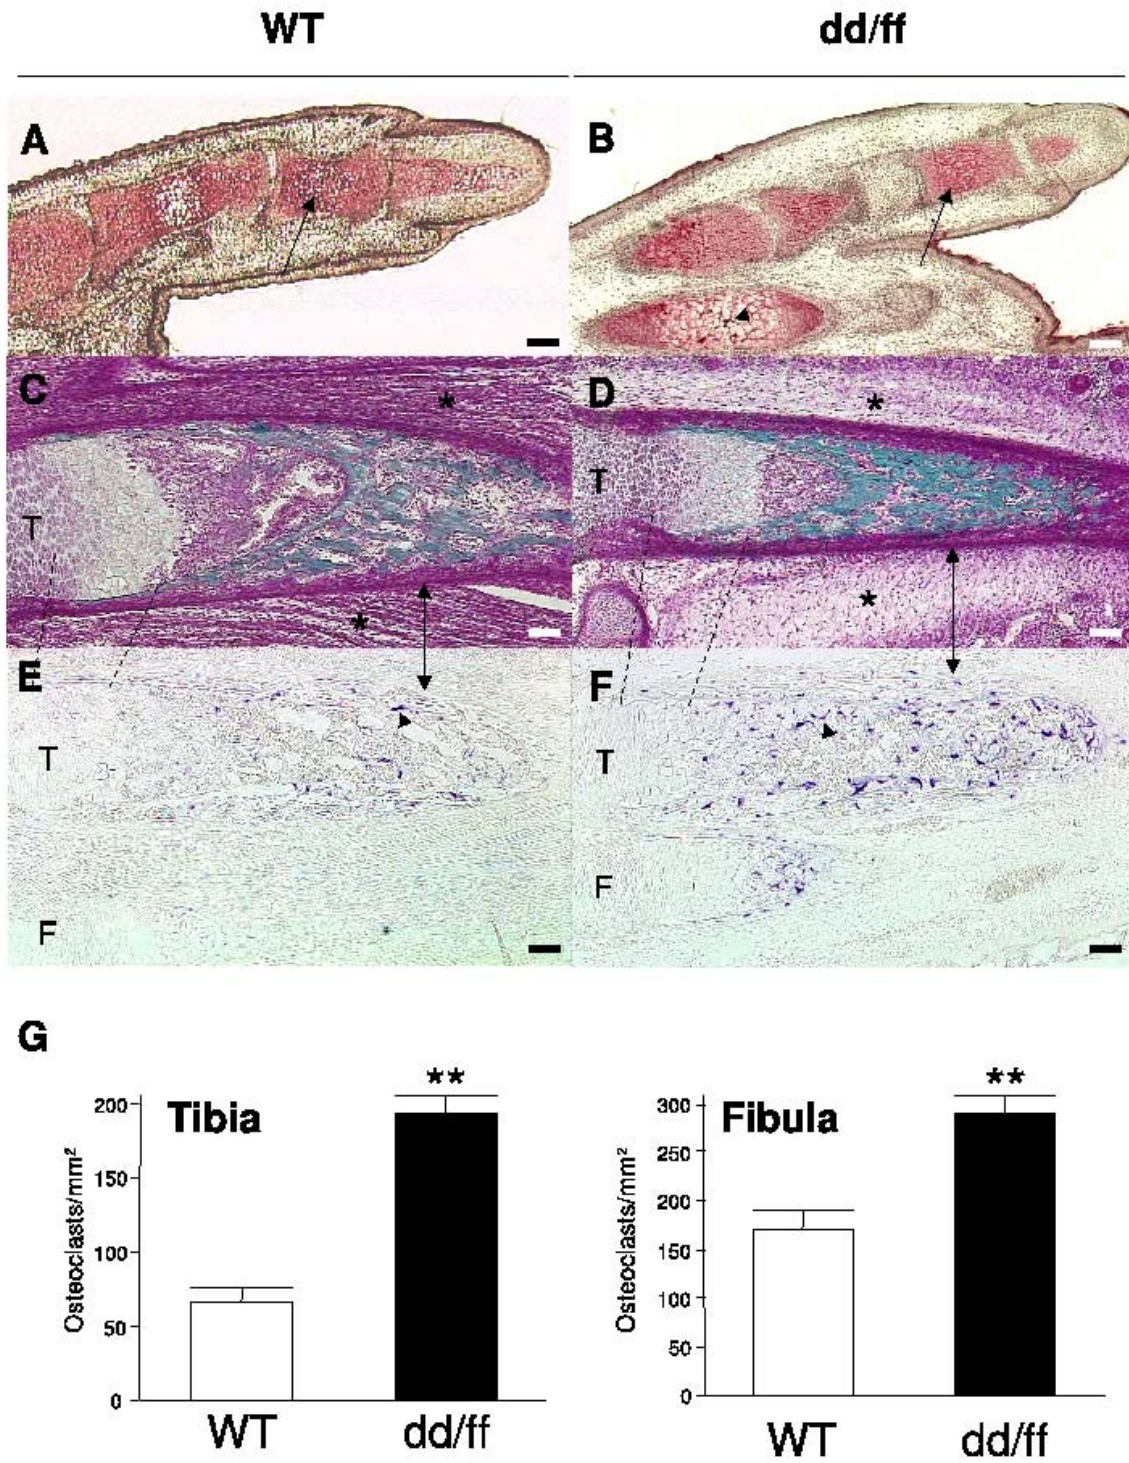 WT dd/ff
A B
C D
* *
T T
* *
E F
T T
F F
G
** **
Tibia Fibula
Osteoclasts/mm²
200
150
100
50
0
WT dd/ff
Osteoclasts/mm²
300
250
200
150
100
50
0
WT dd/ff